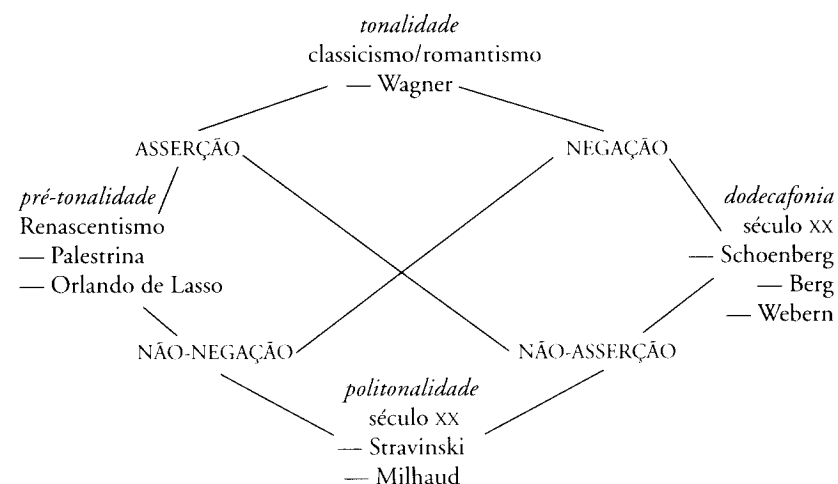 tonalidade
classicismo/romantismo
— Wagner
ASSERÇÃO
NEGAÇÃO
pré-tonalidade
Renascentismo
— Palestrina
— Orlando de Lasso
dodecafonia
século XX
— Schoenberg
— Berg
— Webern
NÃO-NEGAÇÃO
NÃO-ASSERÇÃO
politonalidade
século XX
— Stravinski
— Milhaud